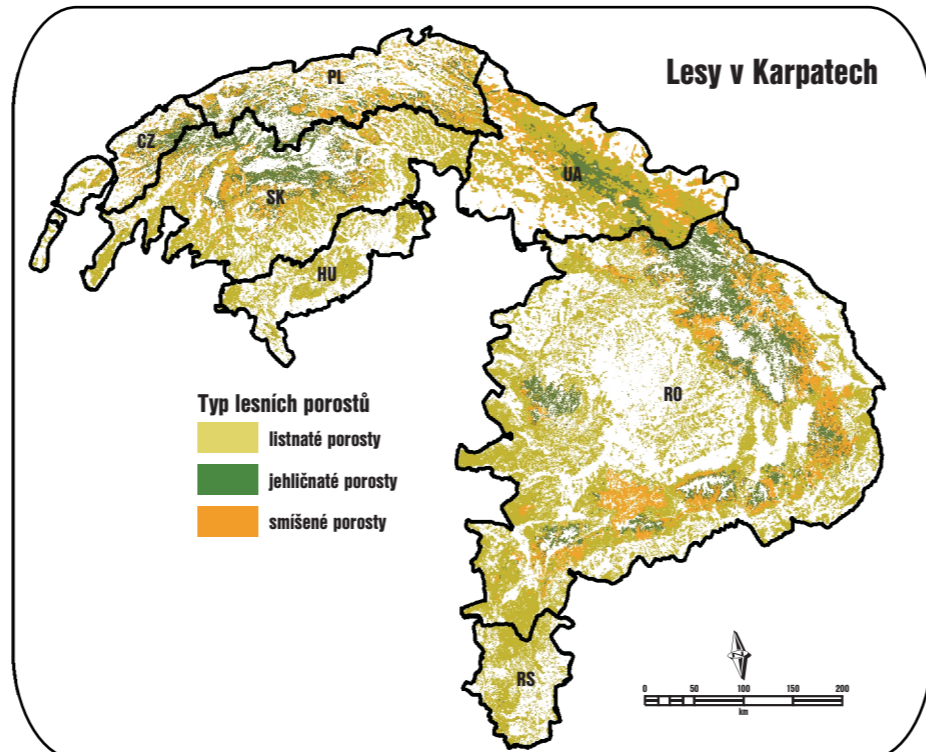 Lesy v Karpatech
PL
CZ
UA
SK
HU
RO
Typ lesních porostů
listnaté porosty
jehličnaté porosty
smíšené porosty
RS
0 50 100 150 200
km